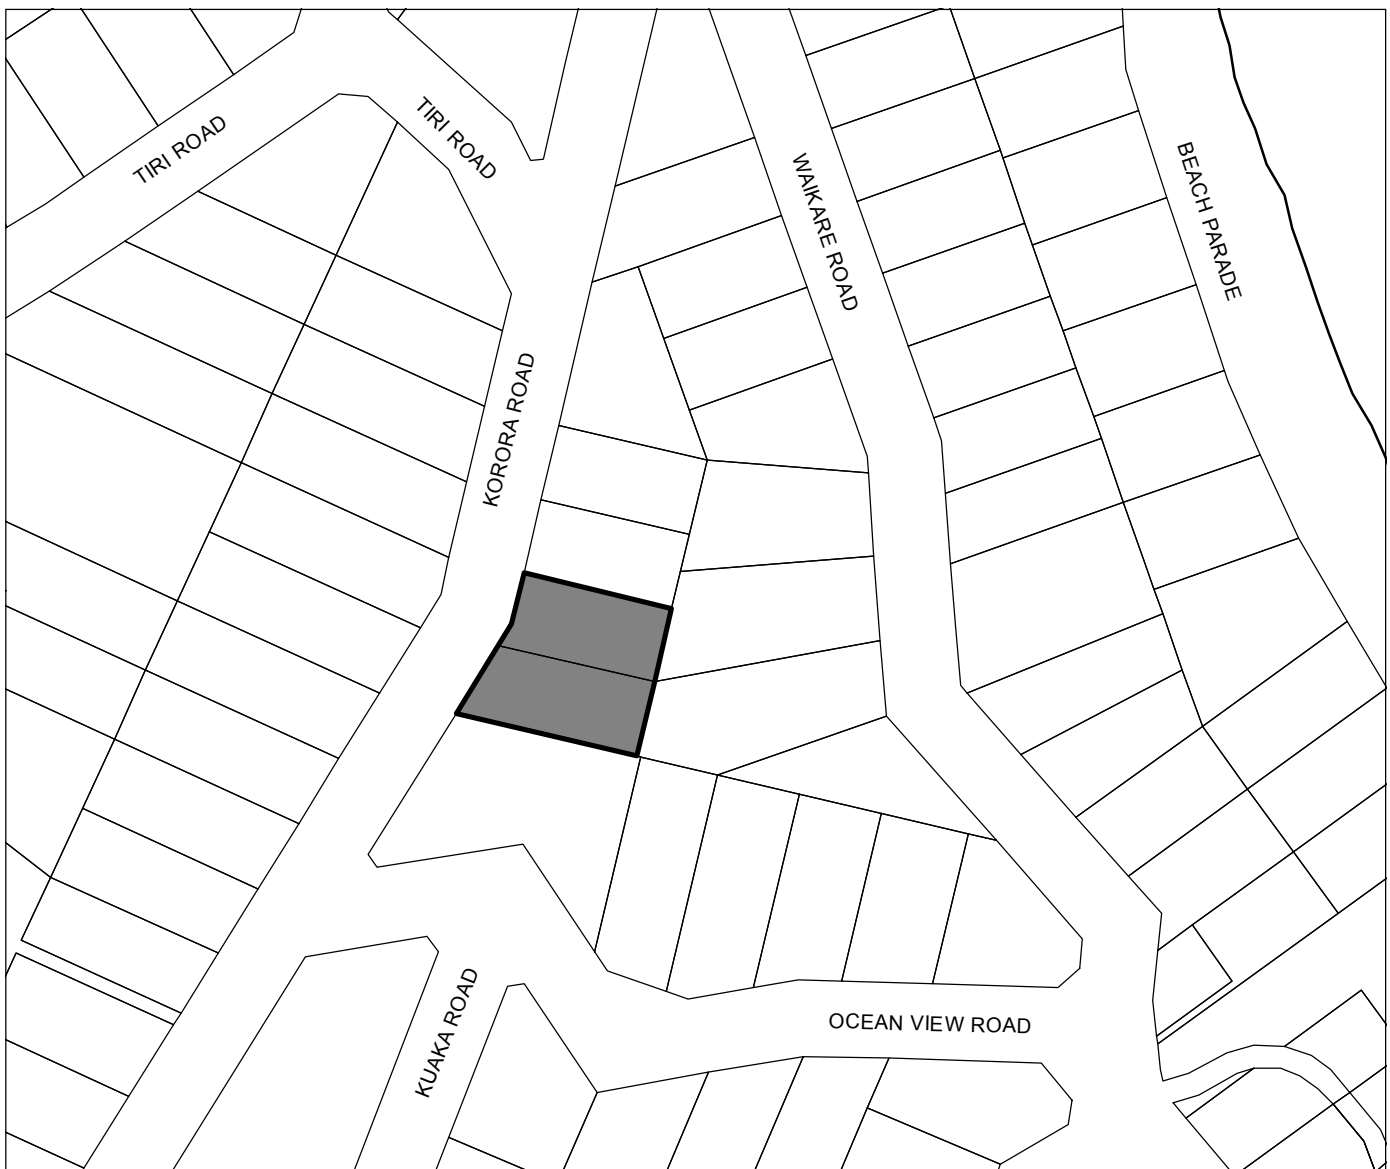 TIRI ROAD
TIRI ROAD
BEACH PARADE
WAIKARE ROAD
KORORA ROAD
KUAKA ROAD
OCEAN VIEW ROAD